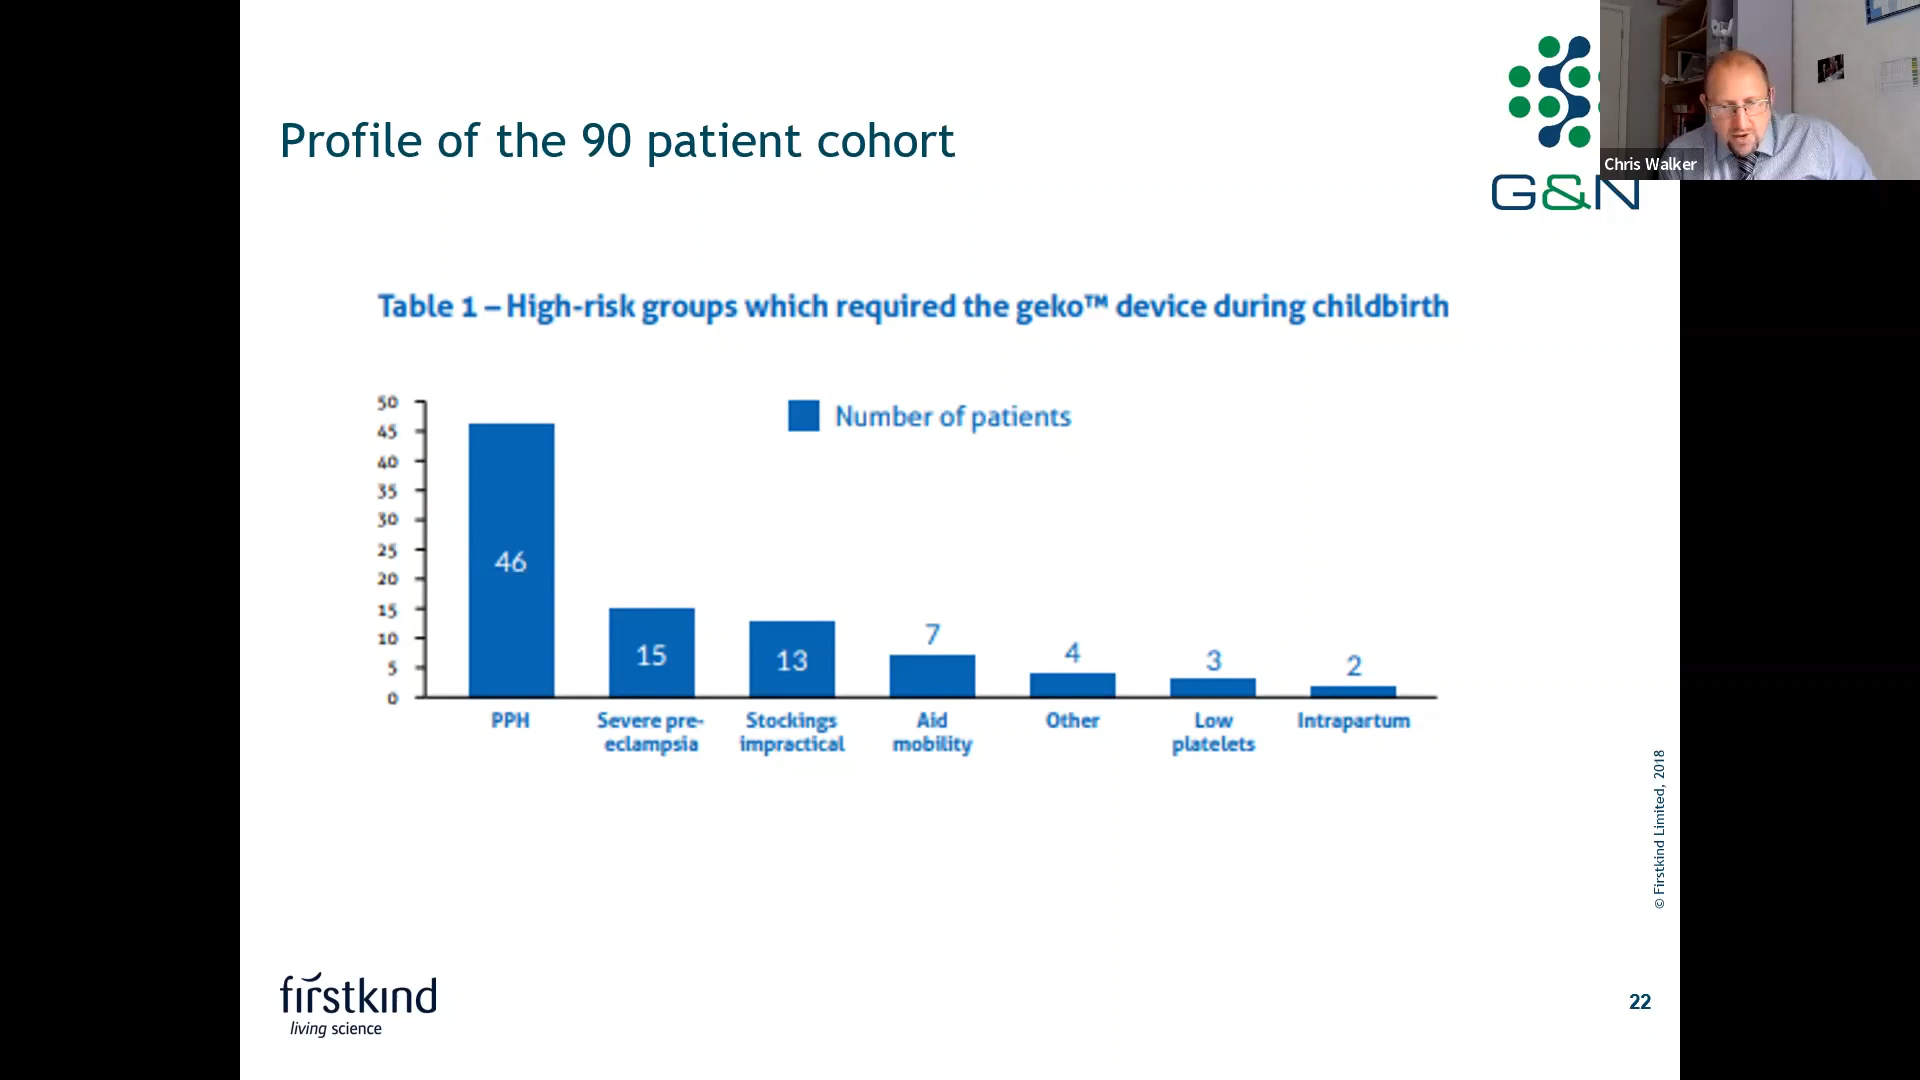 Profile of the 90 patient cohort
G&N
Chris Walker
Table 1 – High-risk groups which required the geko™ device during childbirth
Number of patients
50
45
40
35
30
25
20
15
10
5
0
46
15
13
7
4
3
2
PPH
Severe pre-
eclampsia
Stockings
impractical
Aid
mobility
Other
Low
platelets
Intrapartum
© Firstkind Limited, 2018
firstkind
living science
22